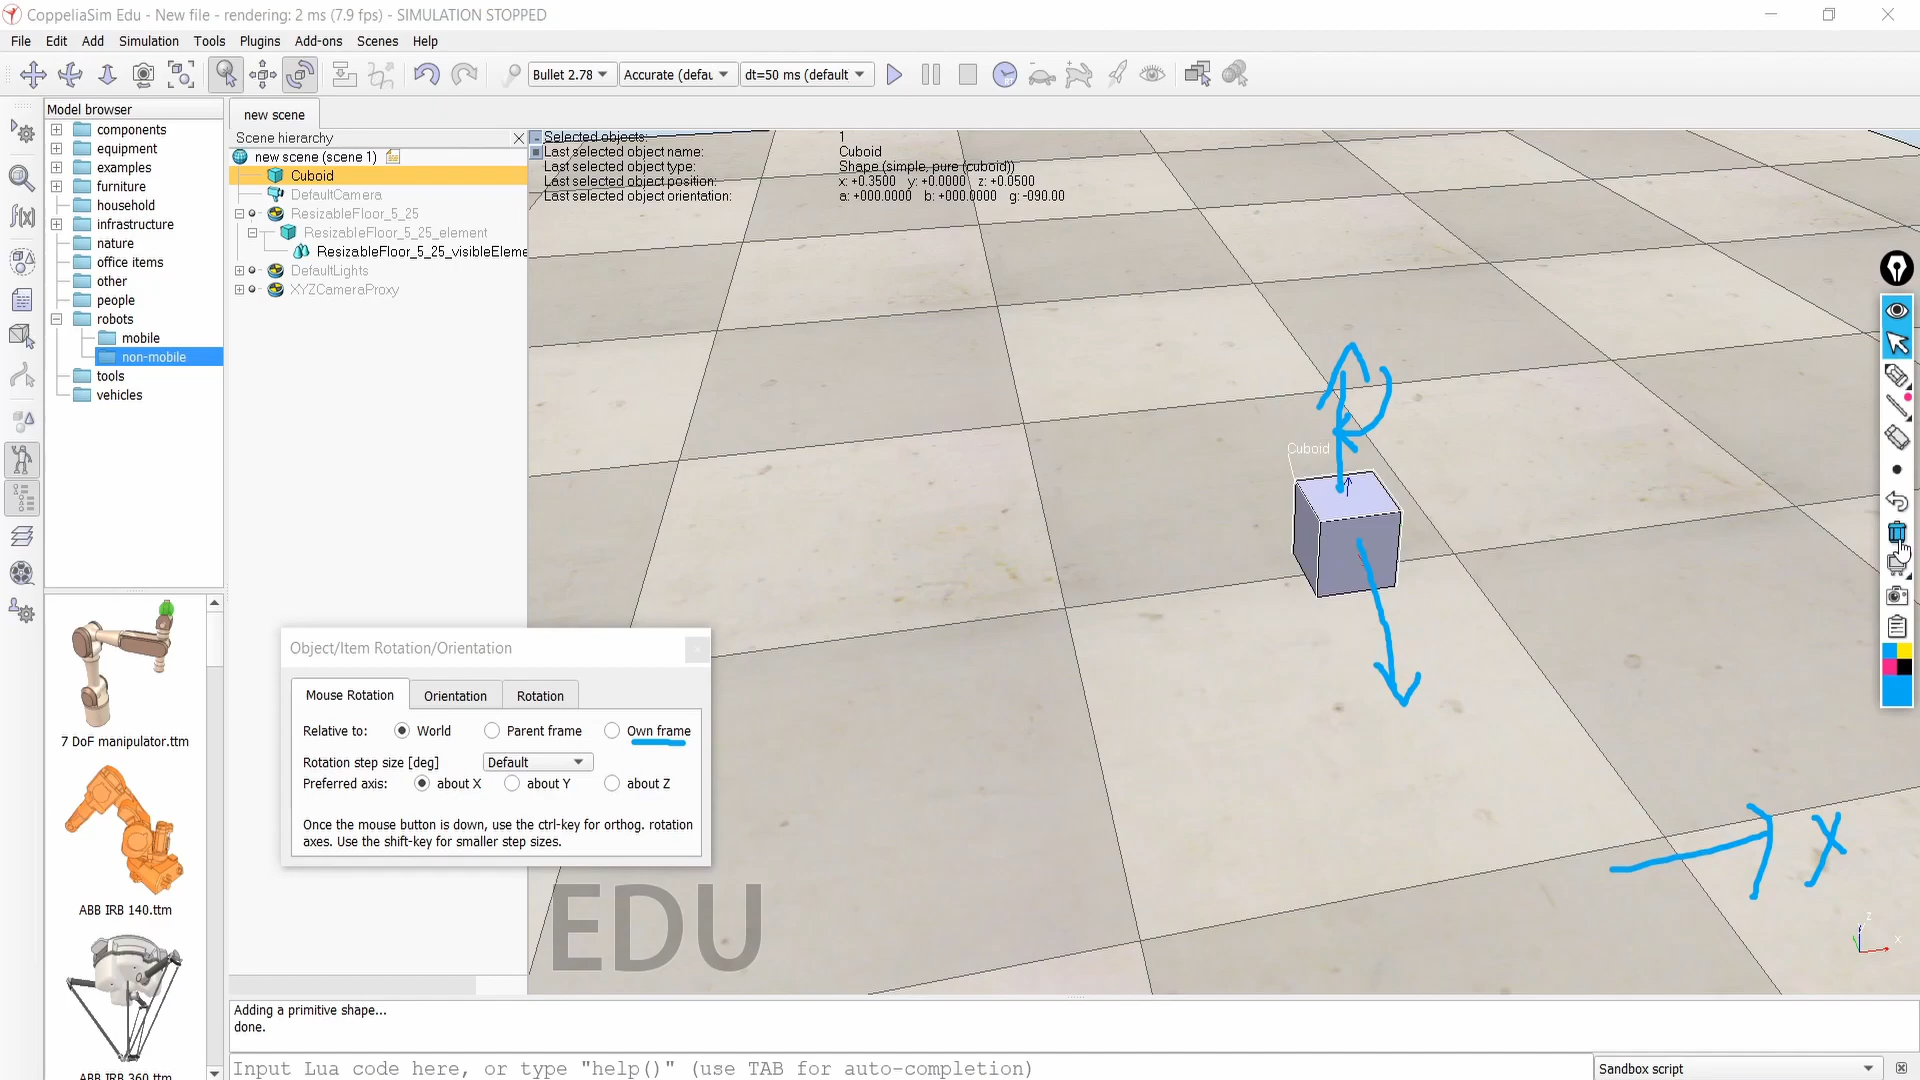 CoppeliaSim Edu - New file - rendering: 2 ms (7.9 fps) - SIMULATION STOPPED
File Edit Add Simulation Tools Plugins Add-ons Scenes Help
Bullet 2.78 Accurate (defau dt=50 ms (default
Model browser
components
equipment
examples
furniture
household
infrastructure
nature
office items
other
people
robots
mobile
non-mobile
tools
vehicles
7 DoF manipulator.ttm
ABB IRB 140.ttm
ABB IRB 360.ttm
new scene
Scene hierarchy
new scene (scene 1)
Cuboid
DefaultCamera
ResizableFloor_5_25
ResizableFloor_5_25_element
ResizableFloor_5_25_visibleEleme
DefaultLights
XYZCameraProxy
Selected objects: 1
Last selected object name: Cuboid
Last selected object type: Shape (simple, pure (cuboid))
Last selected object position: x: +0.3500 y: +0.0000 z: +0.0500
Last selected object orientation: a: +000.0000 b: +000.0000 g: -090.00
Cuboid
X
z
x
EDU
Object/Item Rotation/Orientation
Mouse Rotation Orientation Rotation
Relative to: World Parent frame Own frame
Rotation step size [deg] Default
Preferred axis: about X about Y about Z
Once the mouse button is down, use the ctrl-key for orthog. rotation
axes. Use the shift-key for smaller step sizes.
Adding a primitive shape...
done.
Input Lua code here, or type "help()" (use TAB for auto-completion)
Sandbox script